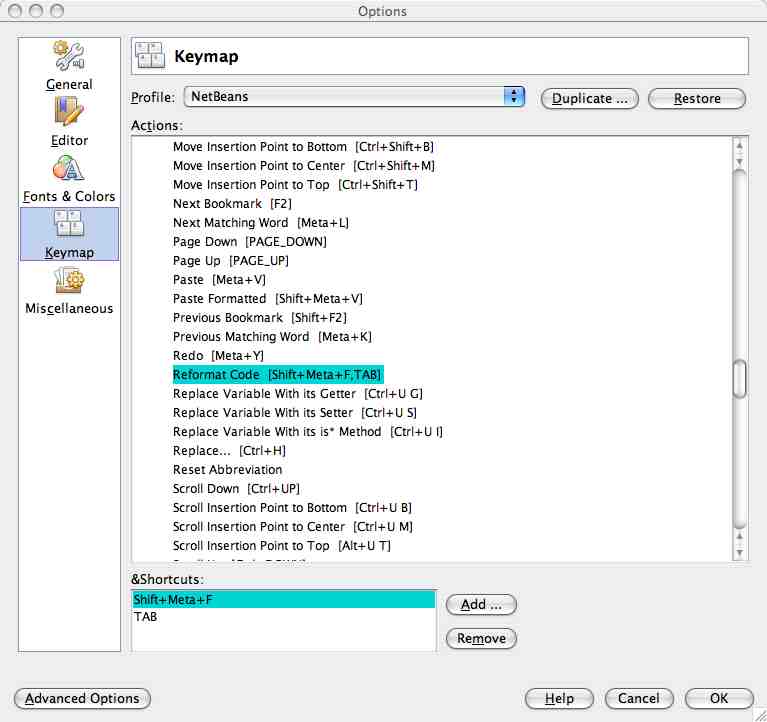 Options
General
Editor
Fonts & Colors
Keymap
Miscellaneous
Keymap
Profile: NetBeans Duplicate ... Restore
Actions:
Move Insertion Point to Bottom [Ctrl+Shift+B]
Move Insertion Point to Center [Ctrl+Shift+M]
Move Insertion Point to Top [Ctrl+Shift+T]
Next Bookmark [F2]
Next Matching Word [Meta+L]
Page Down [PAGE_DOWN]
Page Up [PAGE_UP]
Paste [Meta+V]
Paste Formatted [Shift+Meta+V]
Previous Bookmark [Shift+F2]
Previous Matching Word [Meta+K]
Redo [Meta+Y]
Reformat Code [Shift+Meta+F,TAB]
Replace Variable With its Getter [Ctrl+U G]
Replace Variable With its Setter [Ctrl+U S]
Replace Variable With its is* Method [Ctrl+U I]
Replace... [Ctrl+H]
Reset Abbreviation
Scroll Down [Ctrl+UP]
Scroll Insertion Point to Bottom [Ctrl+U B]
Scroll Insertion Point to Center [Ctrl+U M]
Scroll Insertion Point to Top [Alt+U T]
&Shortcuts:
Shift+Meta+F
TAB
Add ...
Remove
Advanced Options Help Cancel OK